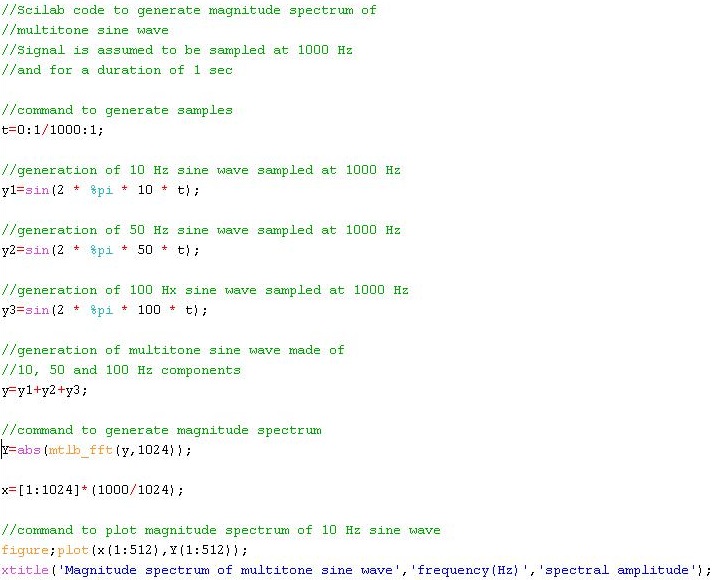 //Scilab code to generate magnitude spectrum of
//multitone sine wave
//Signal is assumed to be sampled at 1000 Hz
//and for a duration of 1 sec
//command to generate samples
t=0:1/1000:1;
//generation of 10 Hz sine wave sampled at 1000 Hz
y1=sin(2 * %pi * 10 * t);
//generation of 50 Hz sine wave sampled at 1000 Hz
y2=sin(2 * %pi * 50 * t);
//generation of 100 Hx sine wave sampled at 1000 Hz
y3=sin(2 * %pi * 100 * t);
//generation of multitone sine wave made of
//10, 50 and 100 Hz components
y=y1+y2+y3;
//command to generate magnitude spectrum
Y=abs(mtlb_fft(y,1024));
x=[1:1024]*(1000/1024);
//command to plot magnitude spectrum of 10 Hz sine wave
figure;plot(x(1:512),Y(1:512));
xtitle('Magnitude spectrum of multitone sine wave','frequency(Hz)','spectral amplitude');